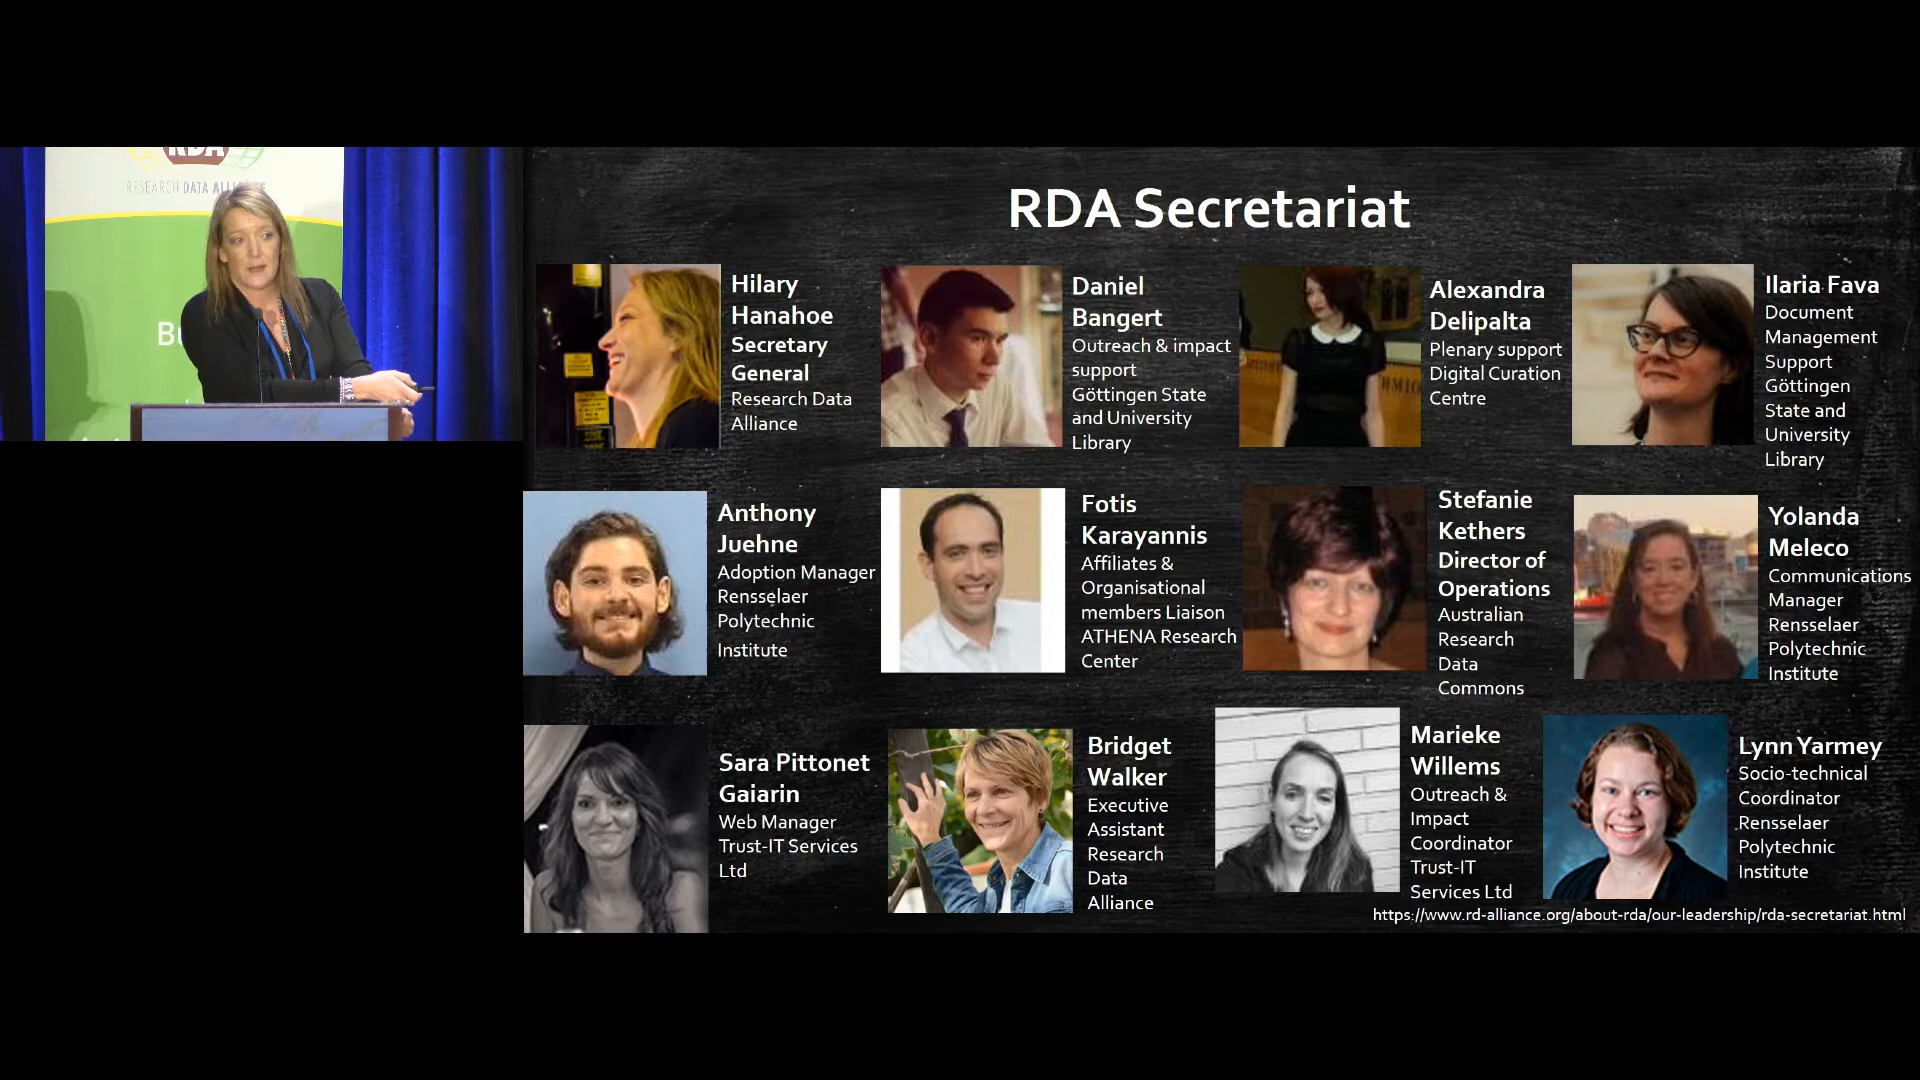 RDA
RESEARCH DATA ALLIANCE
RDA Secretariat
Hilary
Hanahoe
Secretary
General
Research Data
Alliance
Daniel
Bangert
Outreach & impact
support
Göttingen State
and University
Library
Alexandra
Delipalta
Plenary support
Digital Curation
Centre
Ilaria Fava
Document
Management
Support
Göttingen
State and
University
Library
Anthony
Juehne
Adoption Manager
Rensselaer
Polytechnic
Institute
Fotis
Karayannis
Affiliates &
Organisational
members Liaison
ATHENA Research
Center
Stefanie
Kethers
Director of
Operations
Australian
Research
Data
Commons
Yolanda
Meleco
Communications
Manager
Rensselaer
Polytechnic
Institute
Sara Pittonet
Gaiarin
Web Manager
Trust-IT Services
Ltd
Bridget
Walker
Executive
Assistant
Research
Data
Alliance
Marieke
Willems
Outreach &
Impact
Coordinator
Trust-IT
Services Ltd
Lynn Yarmey
Socio-technical
Coordinator
Rensselaer
Polytechnic
Institute
https://www.rd-alliance.org/about-rda/our-leadership/rda-secretariat.html